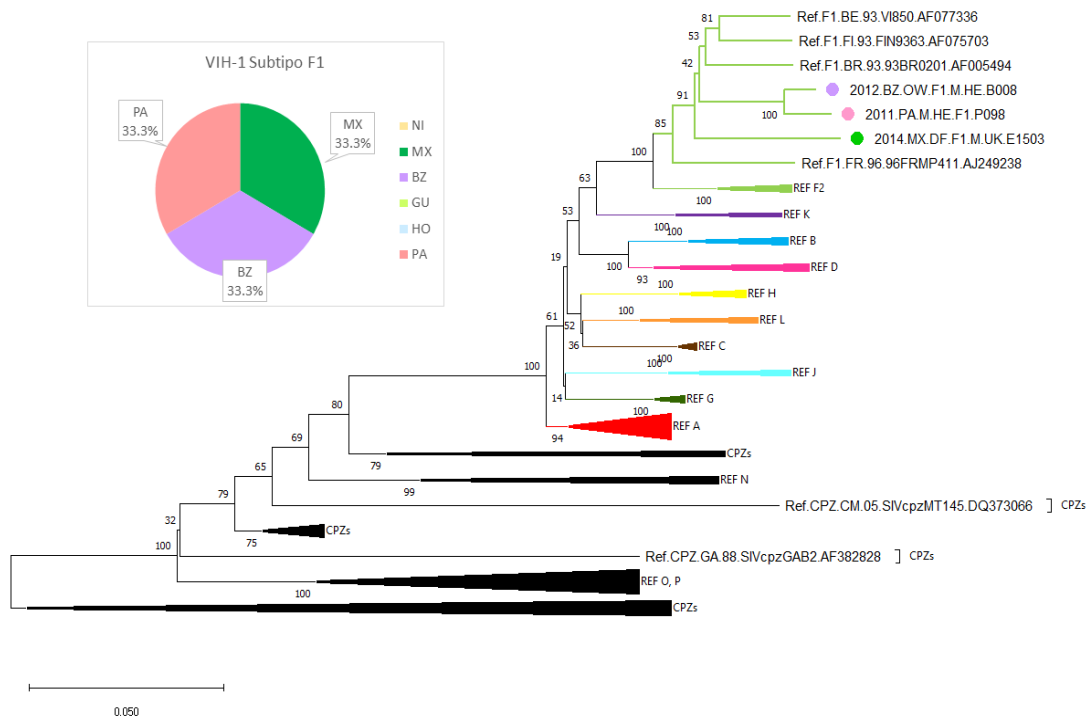 VIH-1 Subtipo F1
PA
33.3%
MX
33.3%
BZ
33.3%
NI
MX
BZ
GU
HO
PA
81
Ref.F1.BE.93.VI850.AF077336
53
Ref.F1.FI.93.FIN9363.AF075703
42
Ref.F1.BR.93.93BR0201.AF005494
91
2012.BZ.OW.F1.M.HE.B008
100
2011.PA.M.HE.F1.P098
85
2014.MX.DF.F1.M.UK.E1503
100
Ref.F1.FR.96.96FRMP411.AJ249238
63
REF F2
100
53
REF K
100
100
REF B
100
19
REF D
93
100
REF H
61
100
REF L
52
36
REF C
100
100
REF J
14
REF G
100
100
REF A
94
80
CPZs
79
69
REF N
99
65
Ref.CPZ.CM.05.SIVcpzMT145.DQ373066
CPZs
79
CPZs
75
32
Ref.CPZ.GA.88.SIVcpzGAB2.AF382828
CPZs
100
REF O, P
100
CPZs
0.050